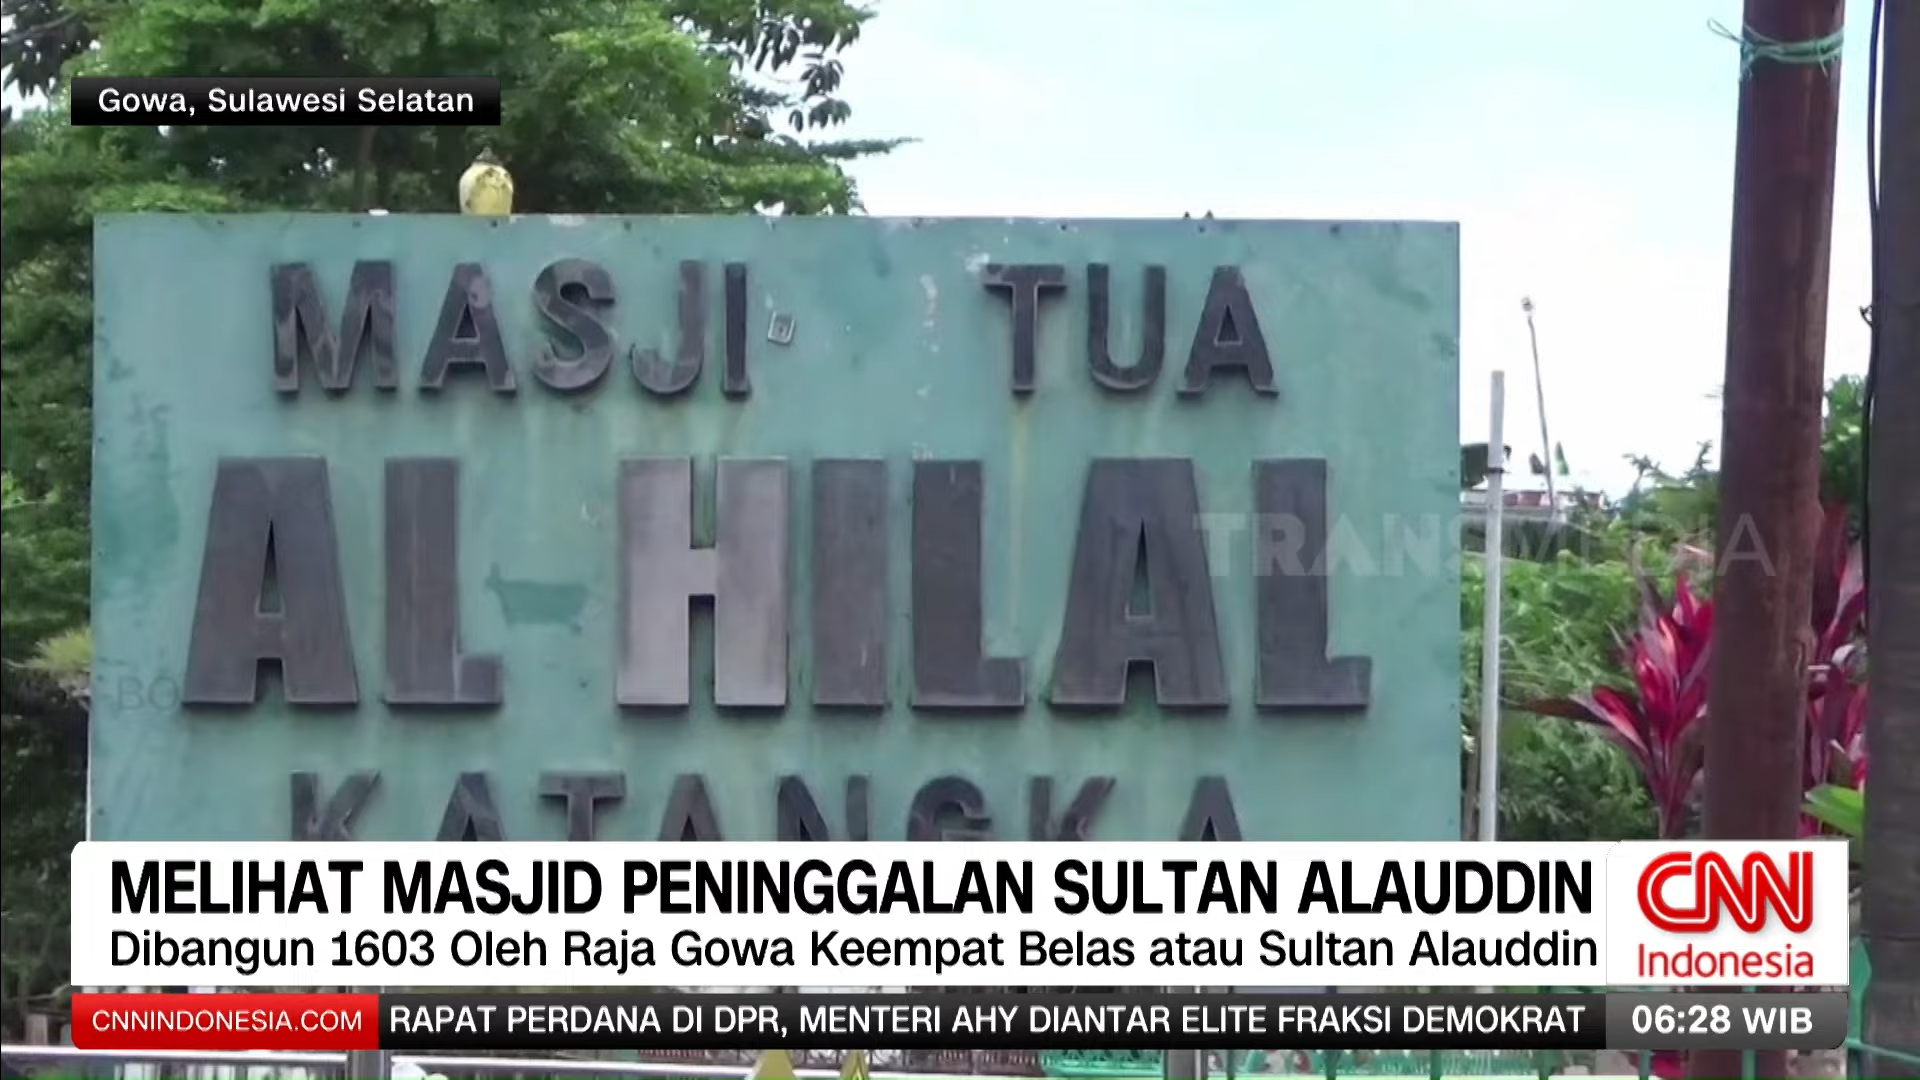 Gowa, Sulawesi Selatan
MASJI TUA
AL HILAL
KATANGKA
TRANSMEDIA
MELIHAT MASJID PENINGGALAN SULTAN ALAUDDIN
Dibangun 1603 Oleh Raja Gowa Keempat Belas atau Sultan Alauddin
CNN
Indonesia
CNNINDONESIA.COM
RAPAT PERDANA DI DPR, MENTERI AHY DIANTAR ELITE FRAKSI DEMOKRAT
06:28 WIB